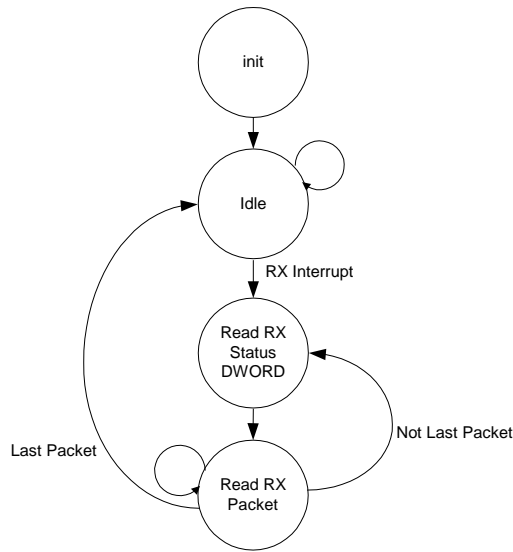 init
Idle
RX Interrupt
Read RX
Status
DWORD
Not Last Packet
Last Packet
Read RX
Packet